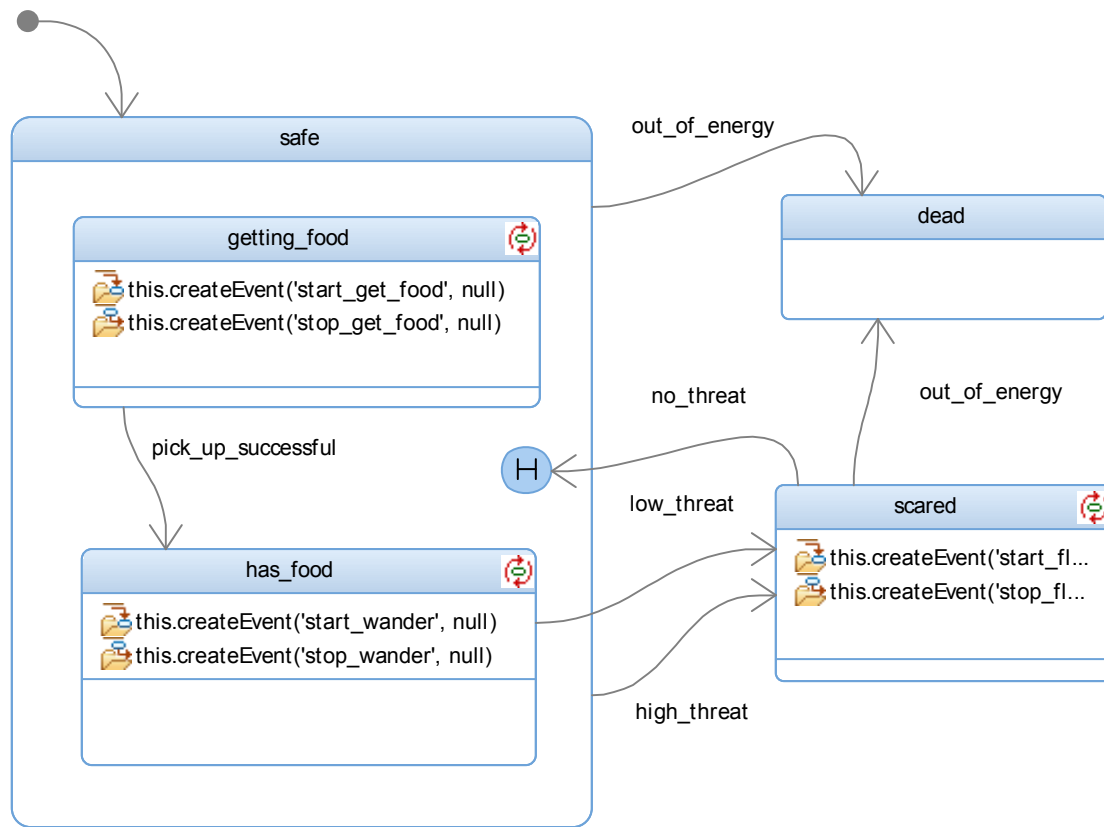 safe
out_of_energy
dead
getting_food
this.createEvent('start_get_food', null)
this.createEvent('stop_get_food', null)
no_threat
out_of_energy
pick_up_successful
H
low_threat
scared
this.createEvent('start_fl...
this.createEvent('stop_fl...
has_food
this.createEvent('start_wander', null)
this.createEvent('stop_wander', null)
high_threat